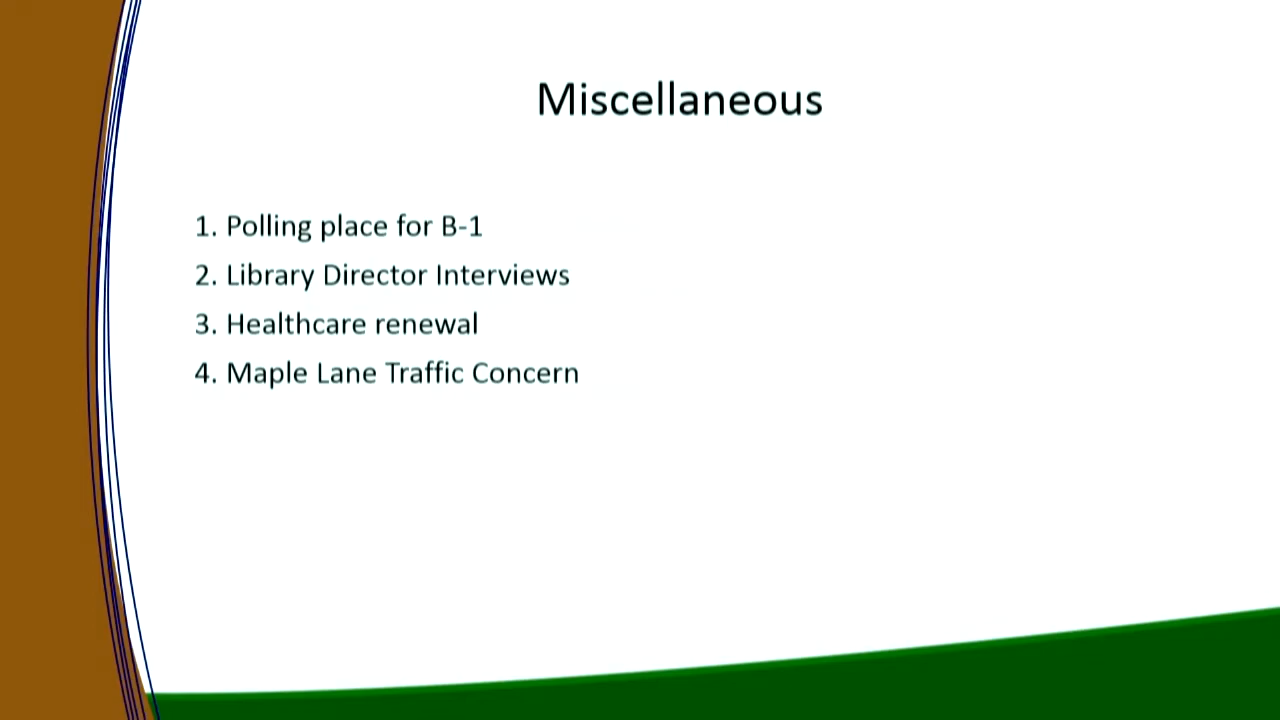 Miscellaneous
1. Polling place for B-1
2. Library Director Interviews
3. Healthcare renewal
4. Maple Lane Traffic Concern